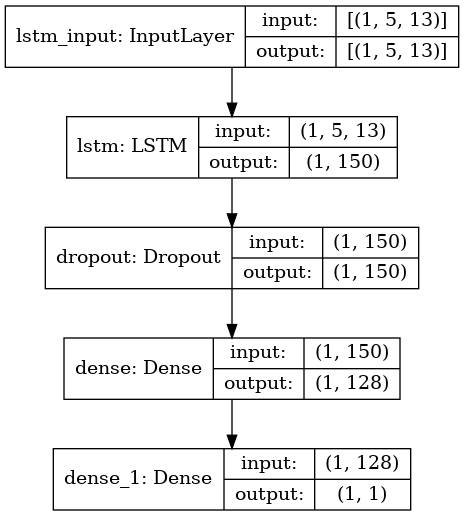 lstm_input: InputLayer
input: [(1, 5, 13)]
output: [(1, 5, 13)]
lstm: LSTM
input: (1, 5, 13)
output: (1, 150)
dropout: Dropout
input: (1, 150)
output: (1, 150)
dense: Dense
input: (1, 150)
output: (1, 128)
dense_1: Dense
input: (1, 128)
output: (1, 1)